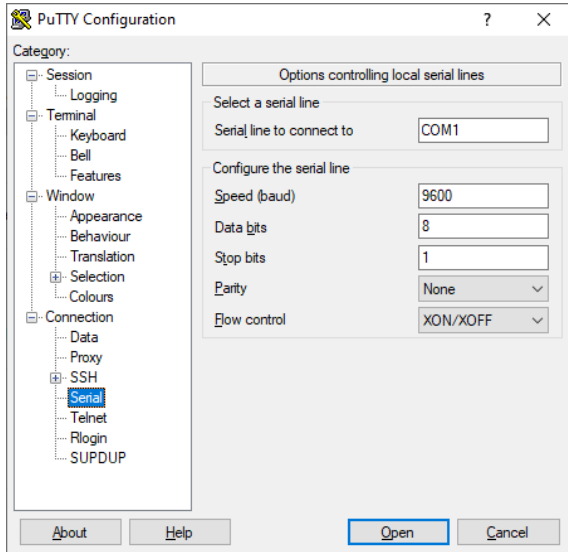 PuTTY Configuration
?
Category:
Session
Logging
Terminal
Keyboard
Bell
Features
Window
Appearance
Behaviour
Translation
Selection
Colours
Connection
Data
Proxy
SSH
Serial
Telnet
Rlogin
SUPDUP
Options controlling local serial lines
Select a serial line
Serial line to connect to COM1
Configure the serial line
Speed (baud) 9600
Data bits 8
Stop bits 1
Parity None
Flow control XON/XOFF
About Help Open Cancel